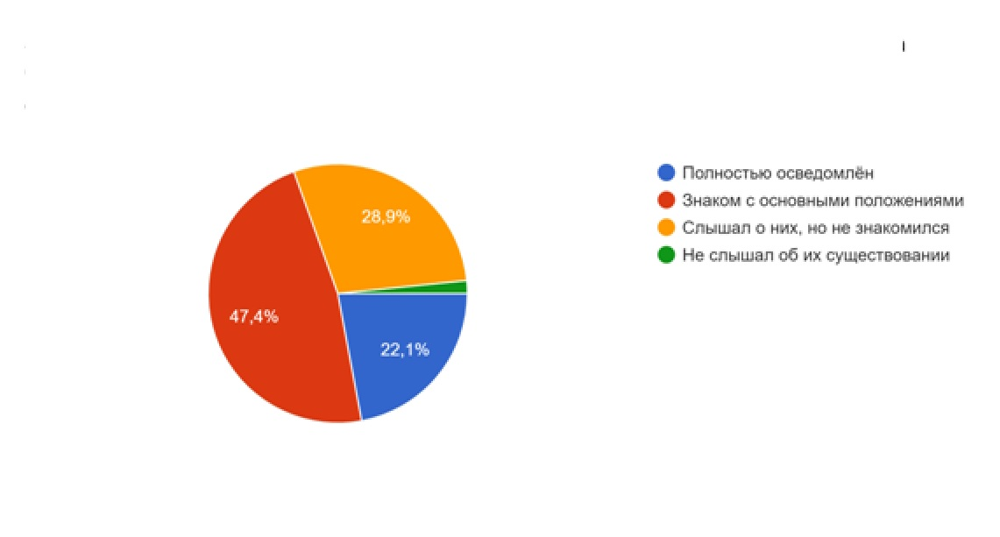 Полностью осведомлён
Знаком с основными положениями
Слышал о них, но не знакомился
Не слышал об их существовании
28,9%
47,4%
22,1%